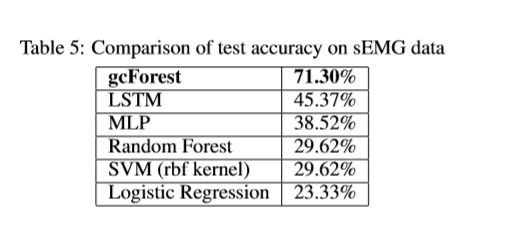 Table 5: Comparison of test accuracy on sEMG data
gcForest 71.30%
LSTM 45.37%
MLP 38.52%
Random Forest 29.62%
SVM (rbf kernel) 29.62%
Logistic Regression 23.33%